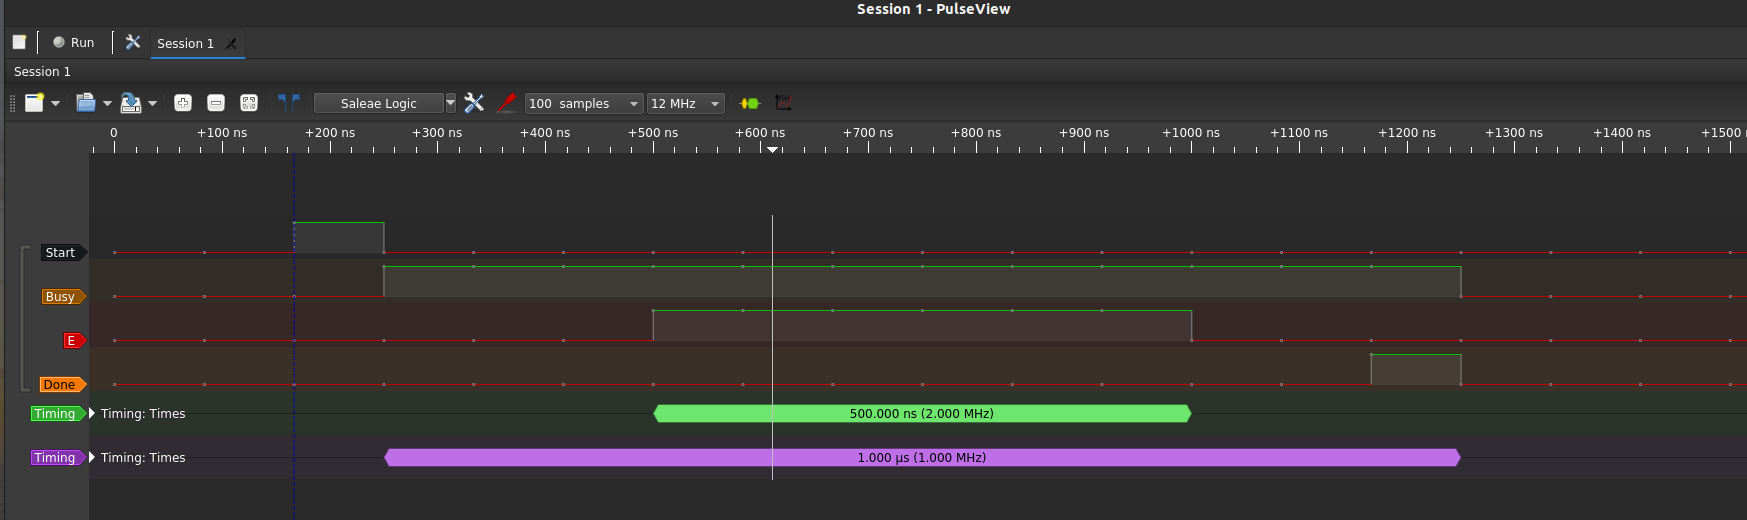 Session 1 - PulseView
Run
Session 1
Session 1
Saleae Logic
100 samples
12 MHz
0 +100 ns +200 ns +300 ns +400 ns +500 ns +600 ns +700 ns +800 ns +900 ns +1000 ns +1100 ns +1200 ns +1300 ns +1400 ns +1500
Start
Busy
E
Done
Timing Timing: Times 500.000 ns (2.000 MHz)
Timing Timing: Times 1.000 µs (1.000 MHz)